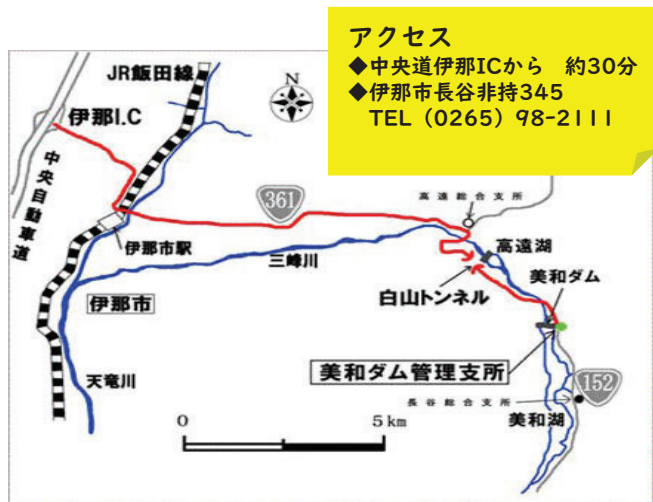 アクセス
◆中央道伊那ICから　約30分
◆伊那市長谷非持345
TEL（0265）98-2111
JR飯田線
N
伊那I.C
中央自動車道
361
高遠総合支所
伊那市駅
三峰川
高遠湖
白山トンネル
美和ダム
伊那市
美和ダム管理支所
天竜川
152
長谷総合支所
美和湖
0
5km